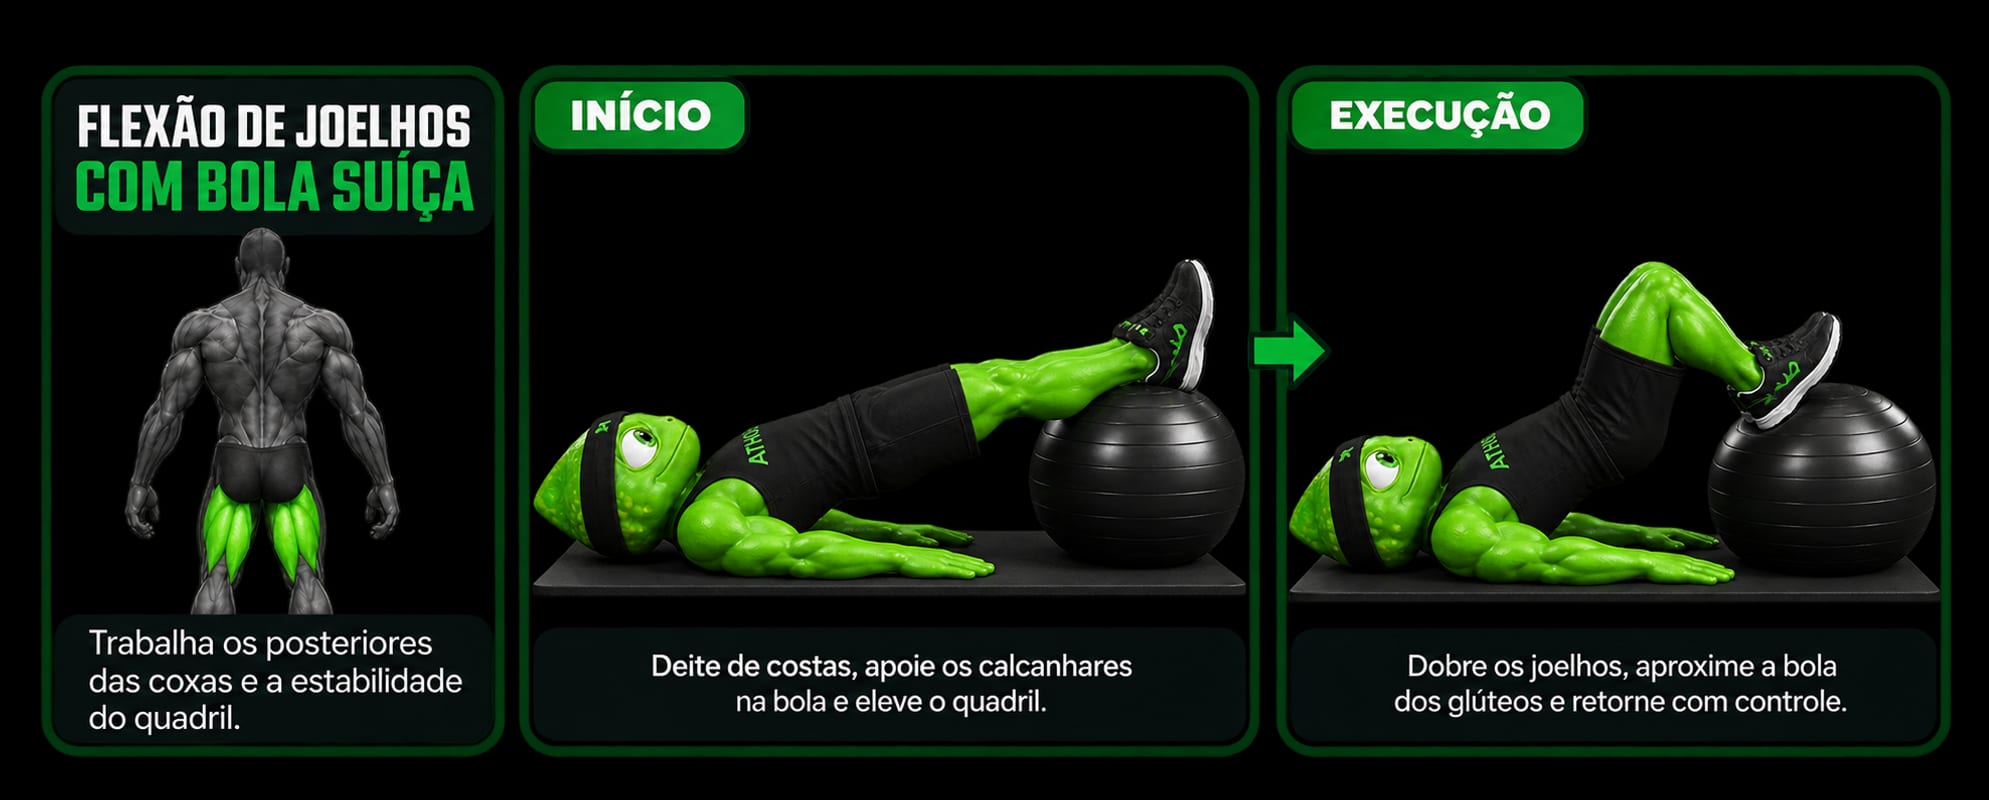 FLEXÃO DE JOELHOS
COM BOLA SUÍÇA
Trabalha os posteriores
das coxas e a estabilidade
do quadril.
INÍCIO
Deite de costas, apoie os calcanhares
na bola e eleve o quadril.
EXECUÇÃO
Dobre os joelhos, aproxime a bola
dos glúteos e retorne com controle.